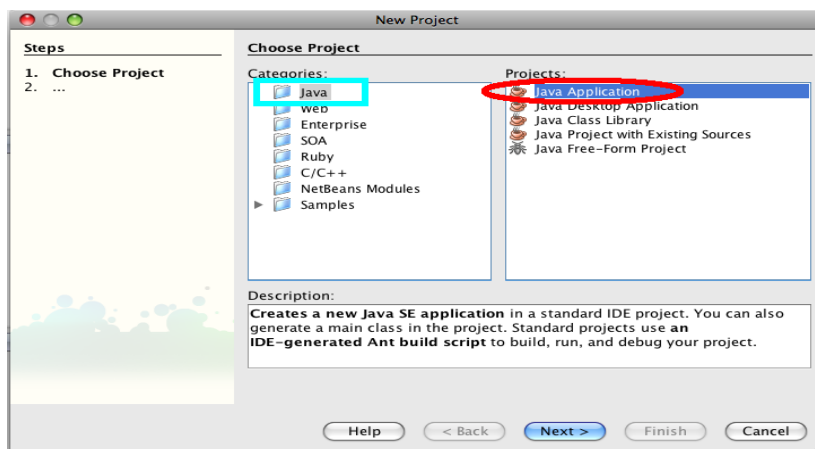 New Project
Steps
1. Choose Project
2. ...
Choose Project
Categories:
Java
Web
Enterprise
SOA
Ruby
C/C++
NetBeans Modules
Samples
Projects:
Java Application
Java Desktop Application
Java Class Library
Java Project with Existing Sources
Java Free-Form Project
Description:
Creates a new Java SE application in a standard IDE project. You can also
generate a main class in the project. Standard projects use an
IDE-generated Ant build script to build, run, and debug your project.
Help
< Back
Next >
Finish
Cancel